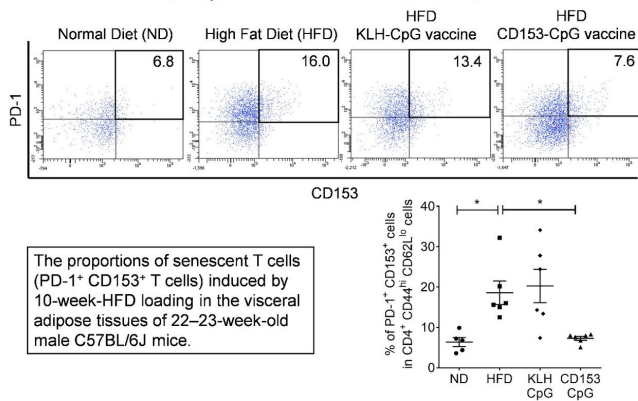 Normal Diet (ND)
High Fat Diet (HFD)
HFD
KLH-CpG vaccine
HFD
CD153-CpG vaccine
6.8
16.0
13.4
7.6
PD-1
CD153
The proportions of senescent T cells
(PD-1⁺ CD153⁺ T cells) induced by
10-week-HFD loading in the visceral
adipose tissues of 22–23-week-old
male C57BL/6J mice.
% of PD-1⁺ CD153⁺ cells
in CD4⁺ CD44ʰⁱ CD62Lˡᵒ cells
40
30
20
10
0
*
*
ND
HFD
KLH
CpG
CD153
CpG